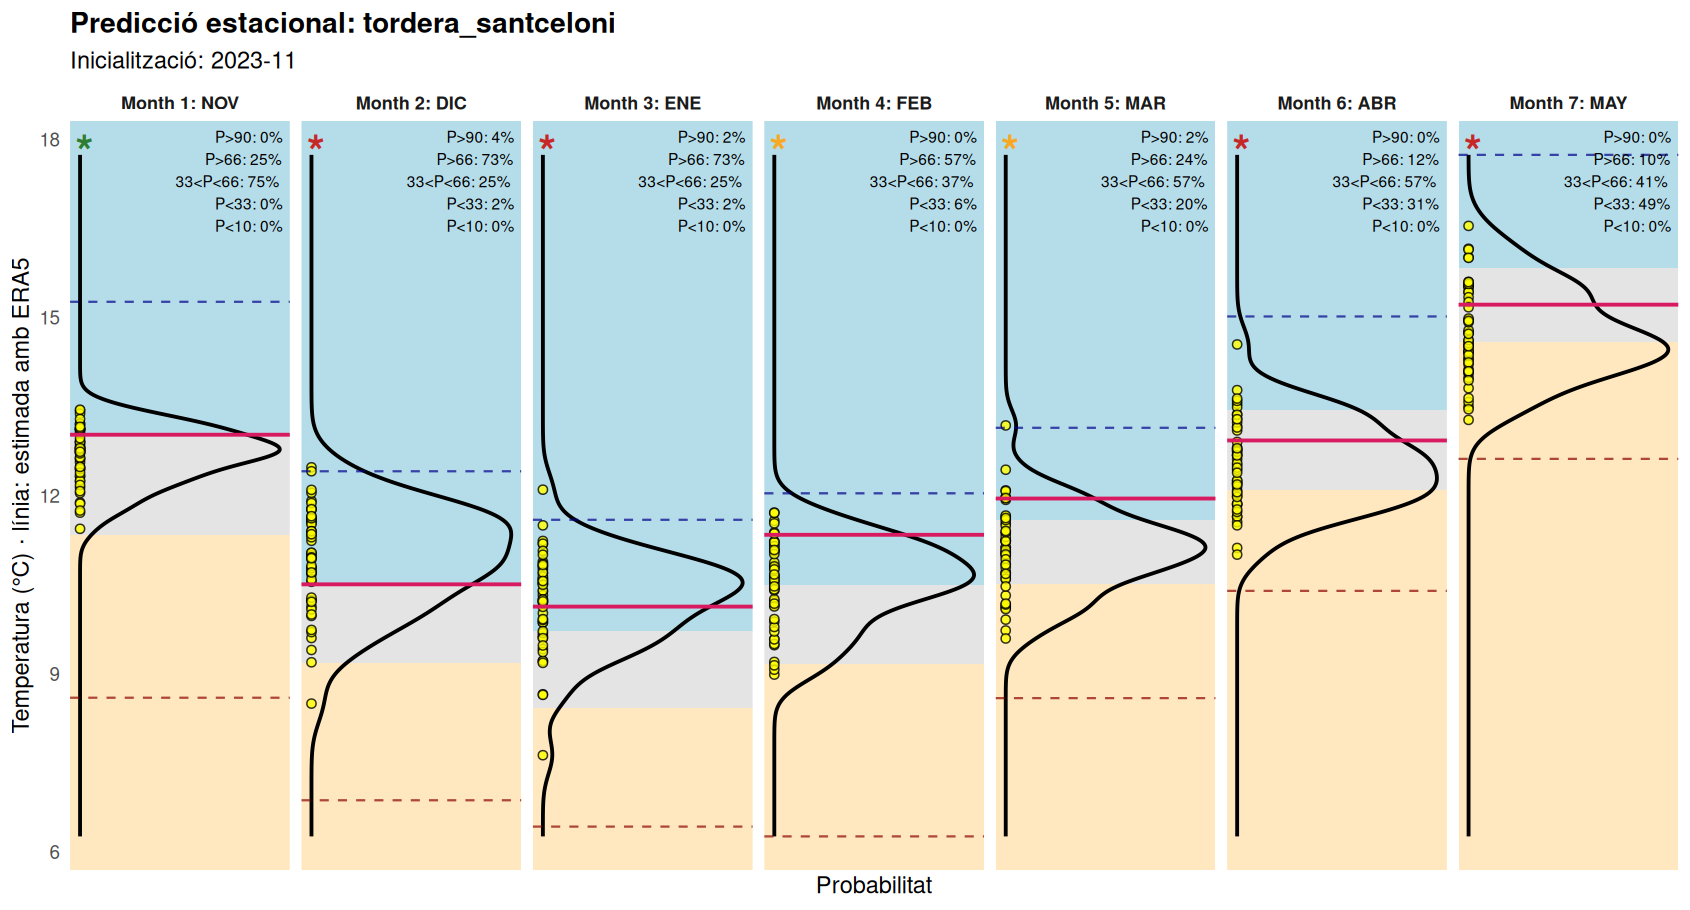 Predicció estacional: tordera_santceloni
Inicialització: 2023-11
Month 1: NOV
Month 2: DIC
Month 3: ENE
Month 4: FEB
Month 5: MAR
Month 6: ABR
Month 7: MAY
Temperatura (°C) · línia: estimada amb ERA5
18
15
12
9
6
*
P>90: 0%
P>66: 25%
33<P<66: 75%
P<33: 0%
P<10: 0%
*
P>90: 4%
P>66: 73%
33<P<66: 25%
P<33: 2%
P<10: 0%
*
P>90: 2%
P>66: 73%
33<P<66: 25%
P<33: 2%
P<10: 0%
*
P>90: 0%
P>66: 57%
33<P<66: 37%
P<33: 6%
P<10: 0%
*
P>90: 2%
P>66: 24%
33<P<66: 57%
P<33: 20%
P<10: 0%
*
P>90: 0%
P>66: 12%
33<P<66: 57%
P<33: 31%
P<10: 0%
*
P>90: 0%
P>66: 10%
33<P<66: 41%
P<33: 49%
P<10: 0%
Probabilitat